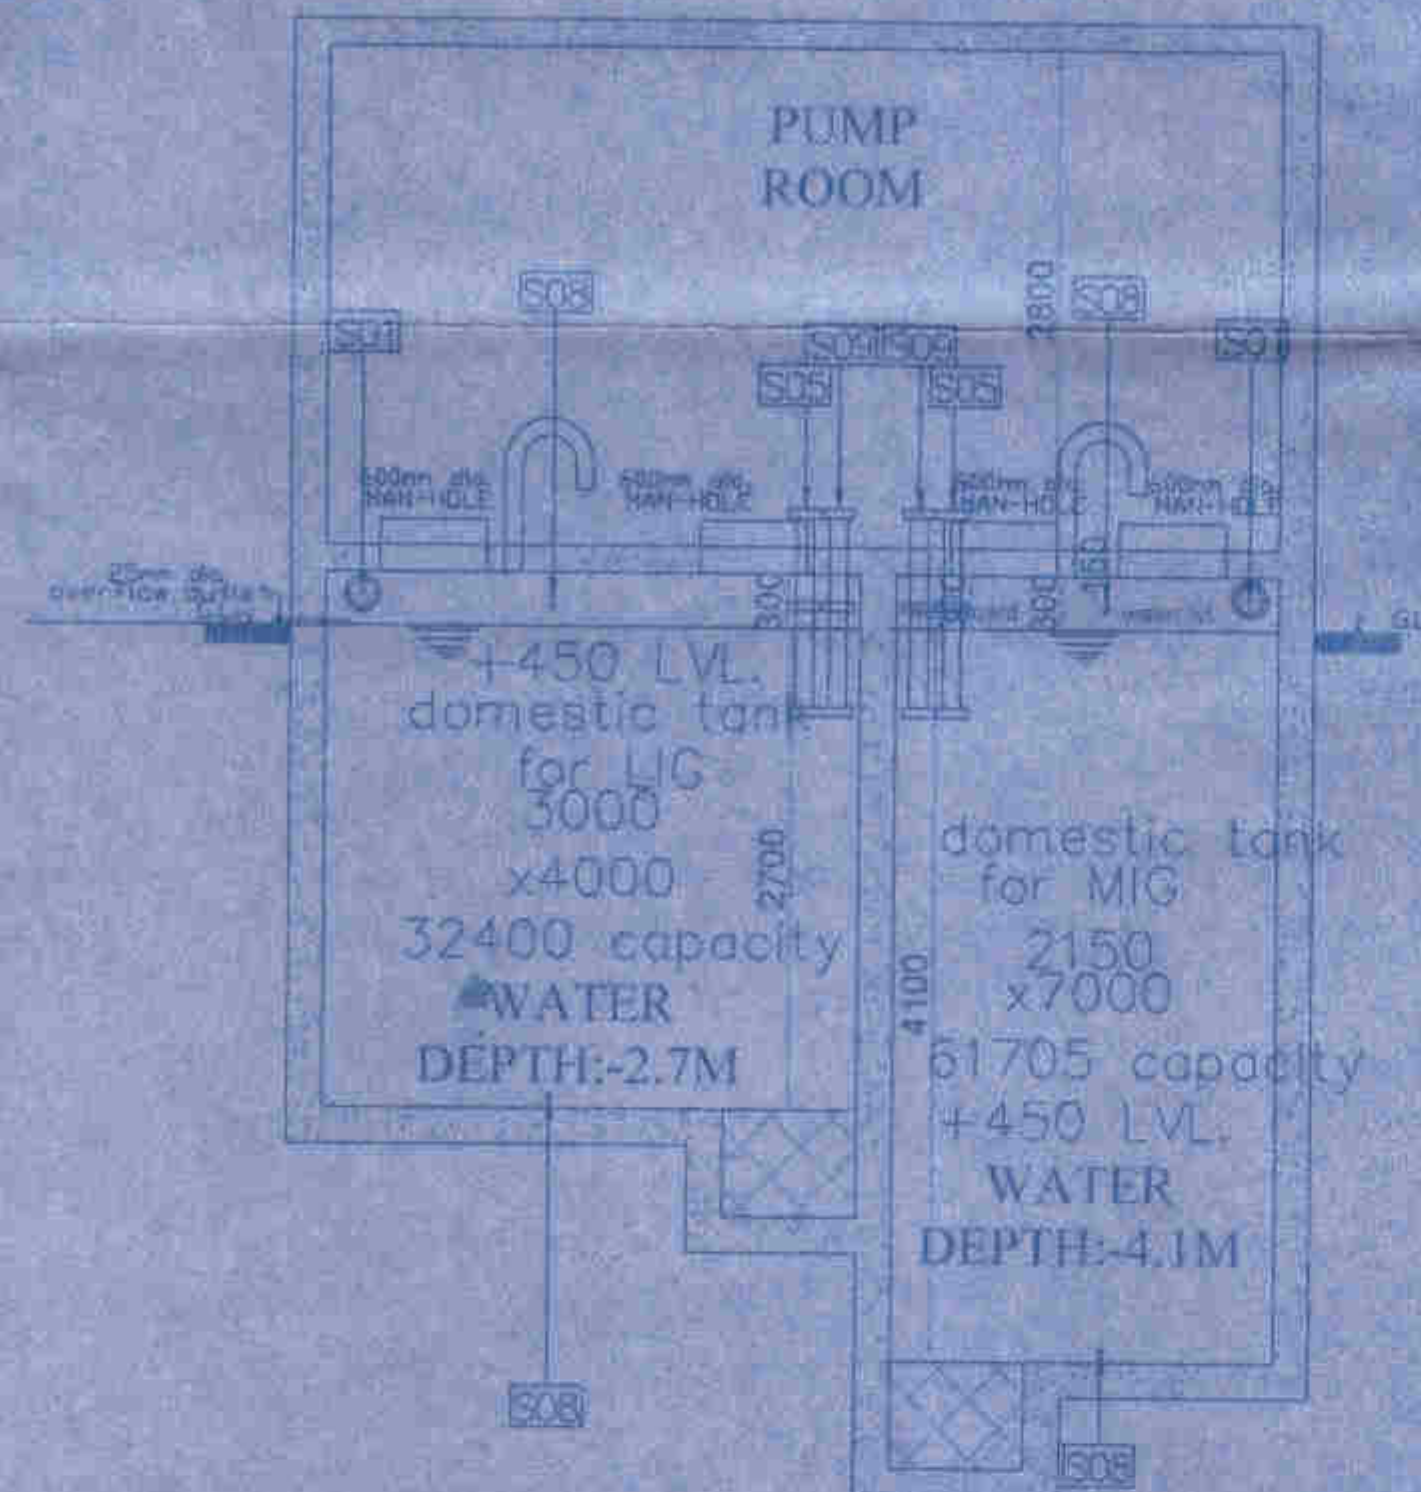 PUMP
ROOM
S08
S08
2800
S01
S09
S09
S01
S05
S05
600mm dia.
MAN-HOLE
600mm dia.
MAN-HOLE
600mm dia.
MAN-HOLE
600mm dia.
MAN-HOLE
150
25mm dia.
overflow outlet
300
300
+450 LVL.
domestic tank
for LIG
3000
x4000
32400 capacity
WATER
DEPTH:-2.7M
2700
domestic tank
for MIG
2150
x7000
61705 capacity
+450 LVL.
WATER
DEPTH:-4.1M
4100
S08
S08